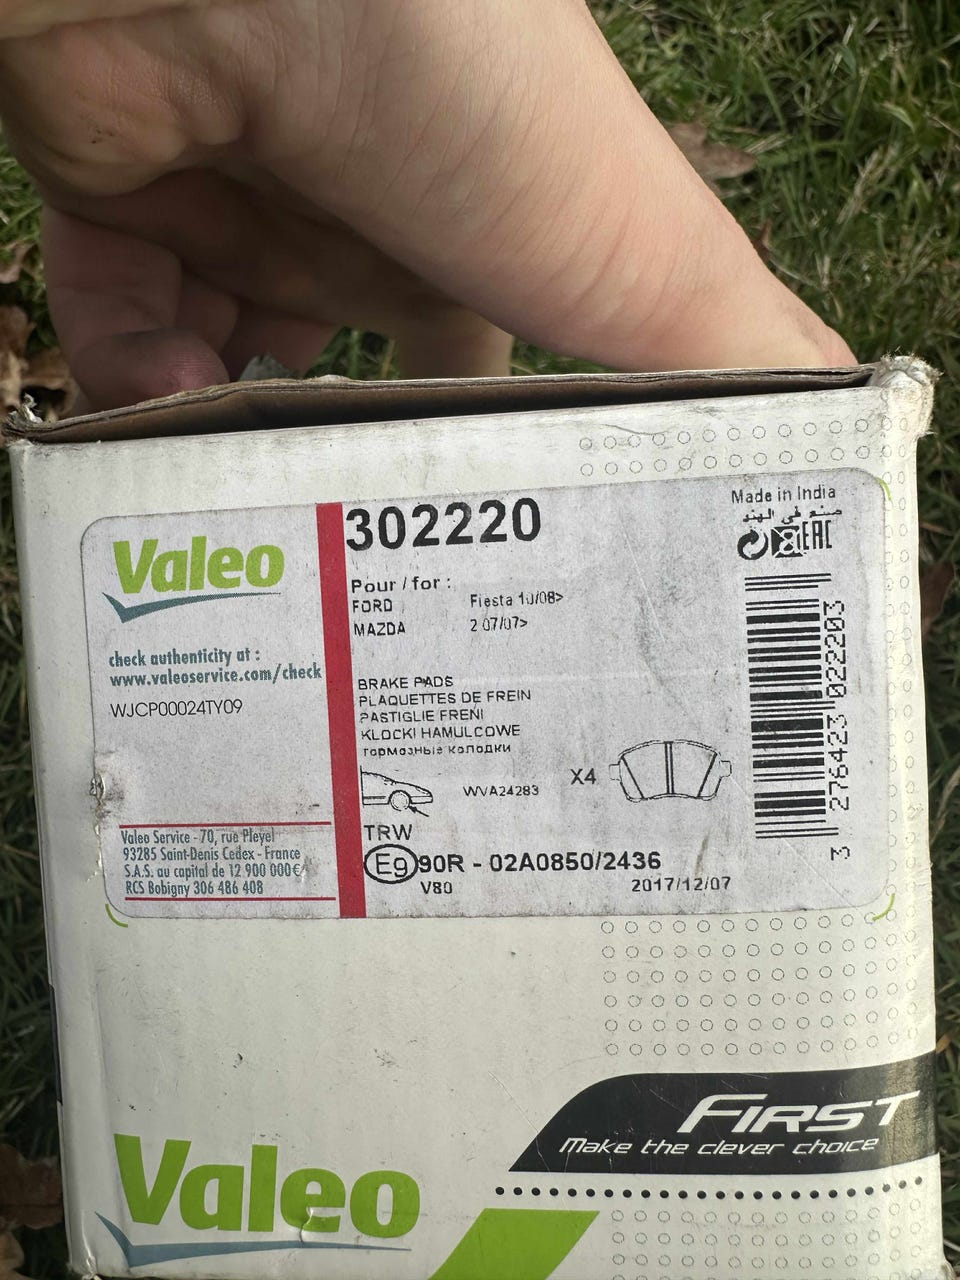 302220
Made in India
صنع في الهند
EAC
Valeo
Pour / for :
FORD Fiesta 10/08>
MAZDA 2 07/07>
check authenticity at :
www.valeoservice.com/check
WJCP00024TY09
BRAKE PADS
PLAQUETTES DE FREIN
PASTIGLIE FRENI
KLOCKI HAMULCOWE
тормозные колодки
WVA24283
X4
TRW
E9 90R - 02A0850/2436
V80 2017/12/07
Valeo Service - 70, rue Pleyel
93285 Saint-Denis Cedex - France
S.A.S. au capital de 12 900 000€
RCS Bobigny 306 486 408
3 276423 022203
FIRST
Make the clever choice
Valeo